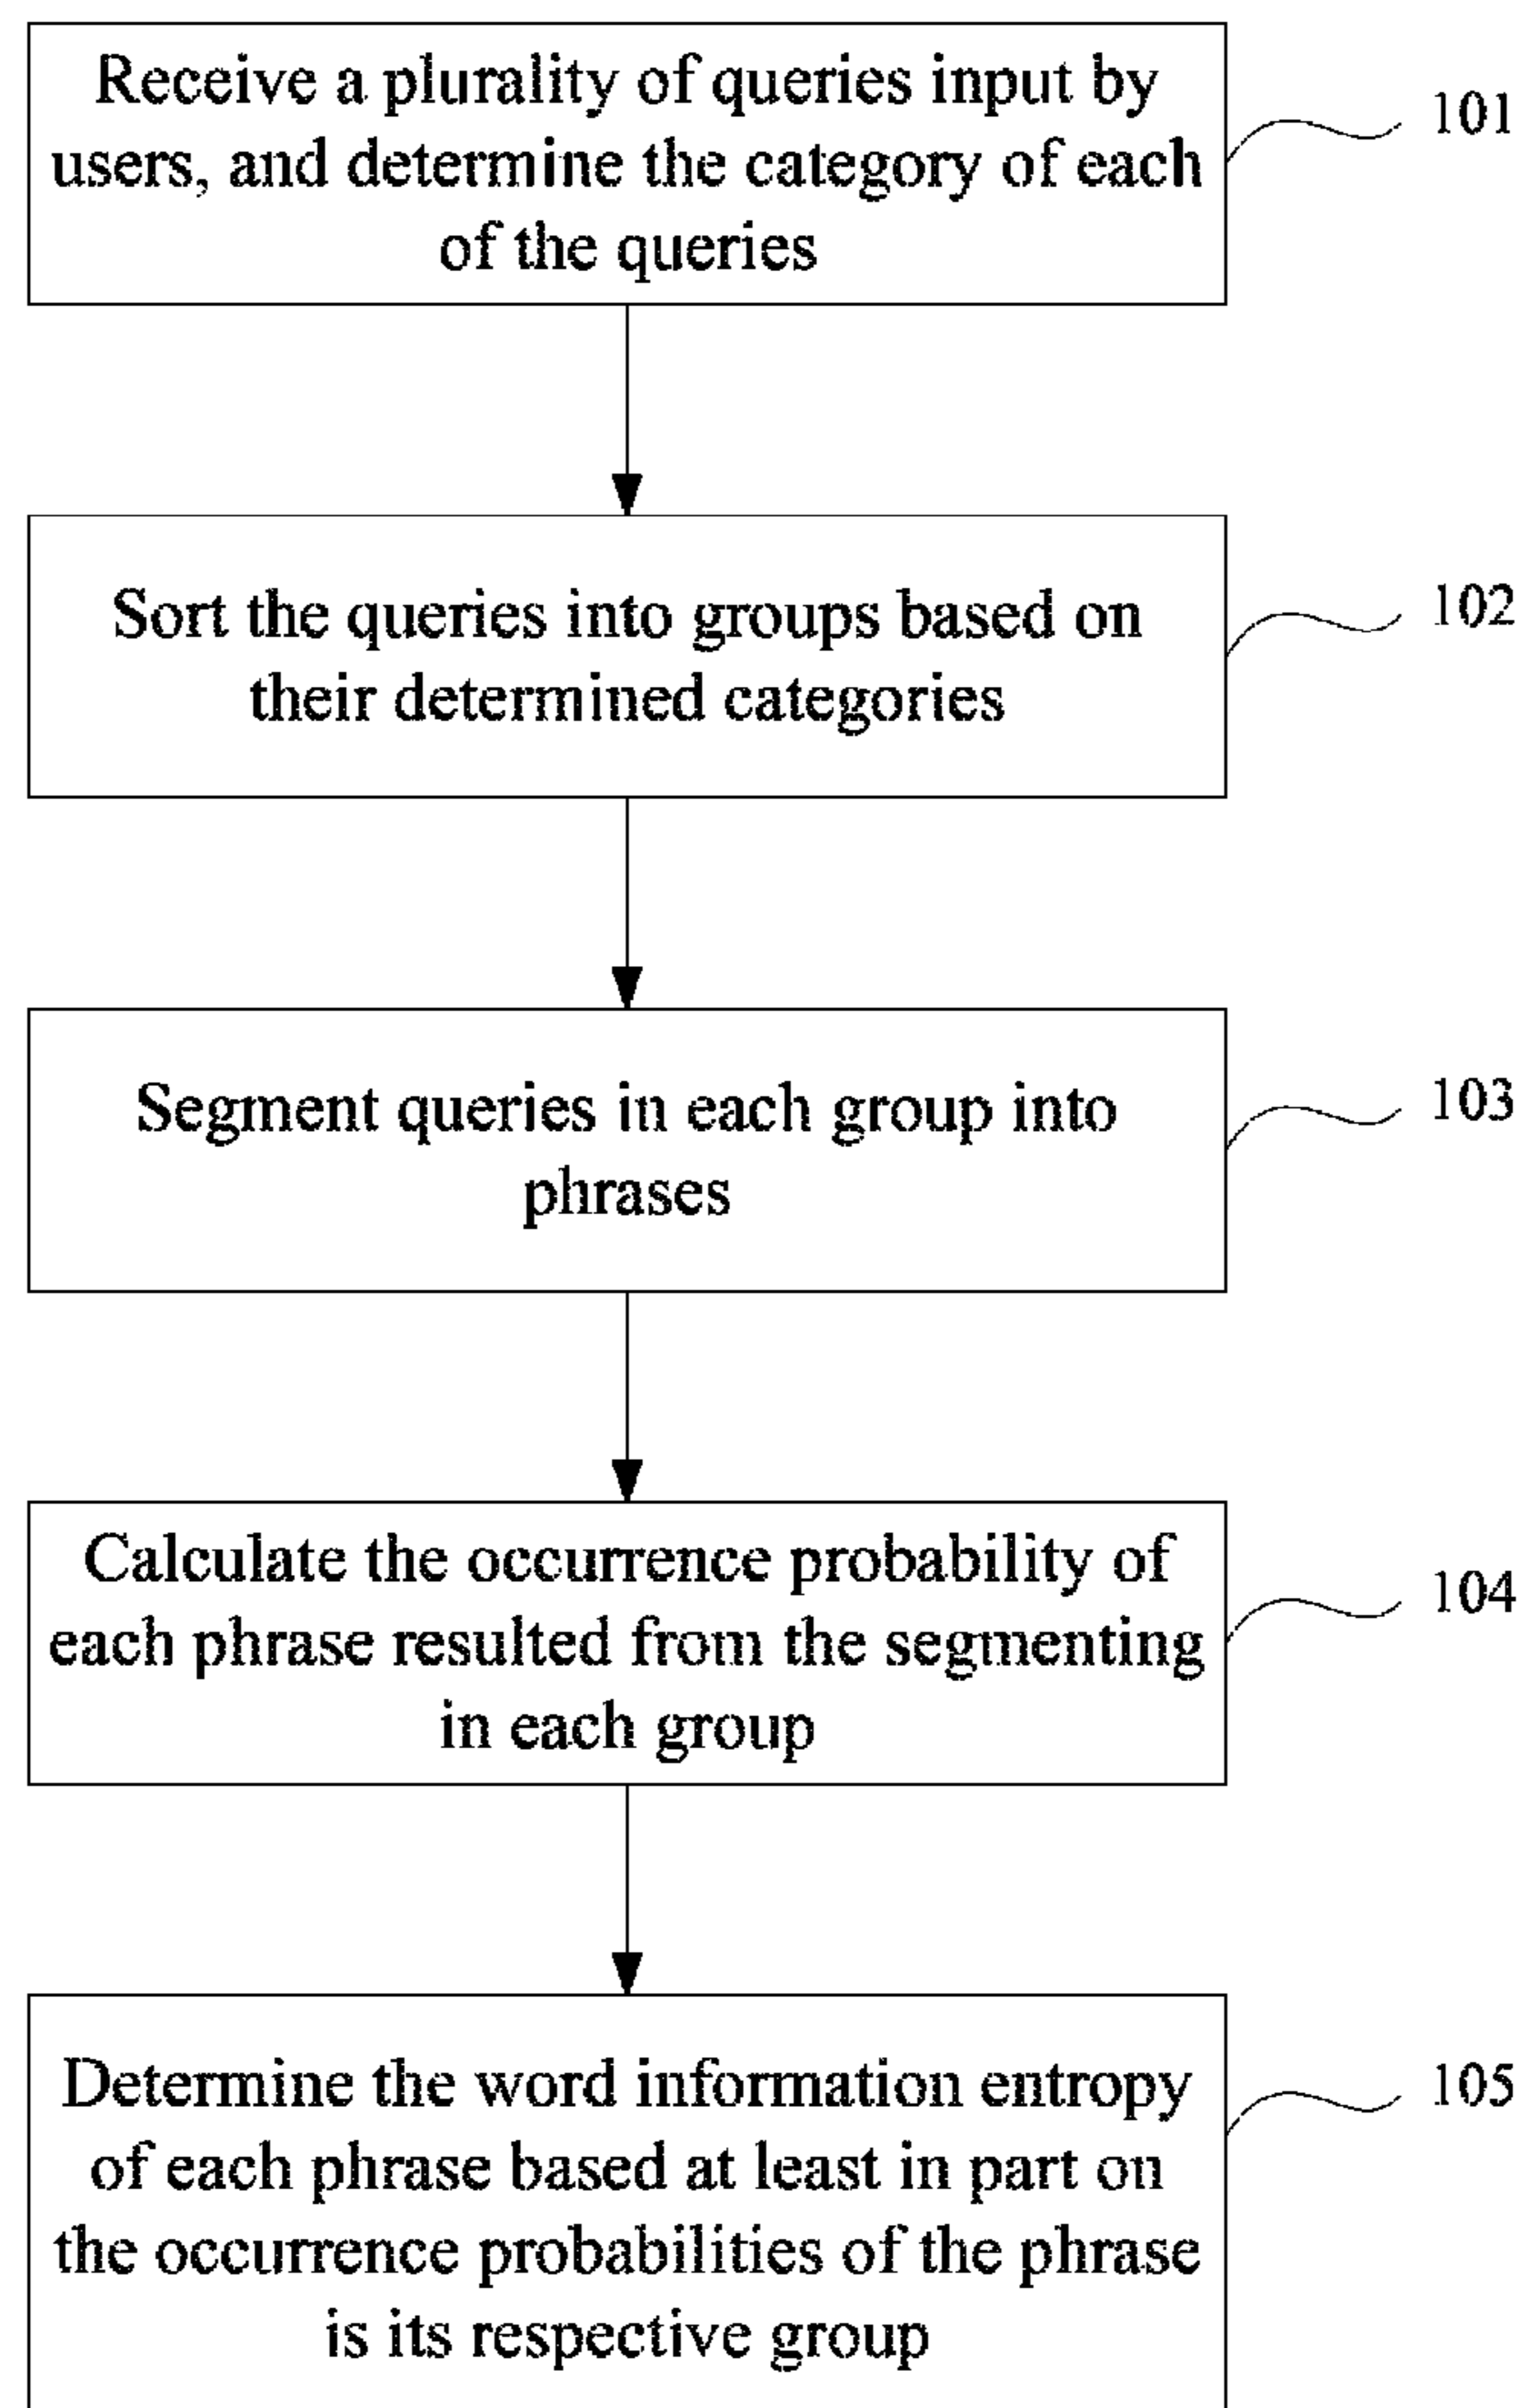 Receive a plurality of queries input by
users, and determine the category of each
of the queries
101
Sort the queries into groups based on
their determined categories
102
Segment queries in each group into
phrases
103
Calculate the occurrence probability of
each phrase resulted from the segmenting
in each group
104
Determine the word information entropy
of each phrase based at least in part on
the occurrence probabilities of the phrase
is its respective group
105